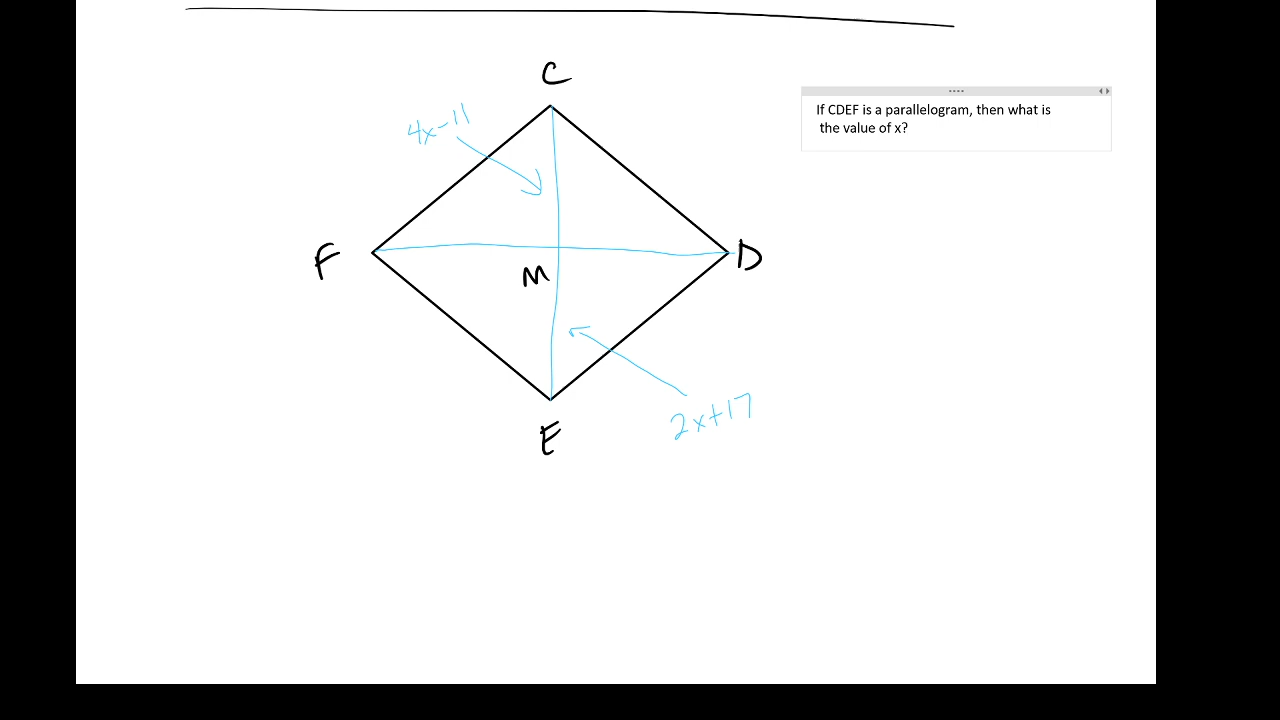 C
4x-11
If CDEF is a parallelogram, then what is
the value of x?
F
D
M
2x+17
E